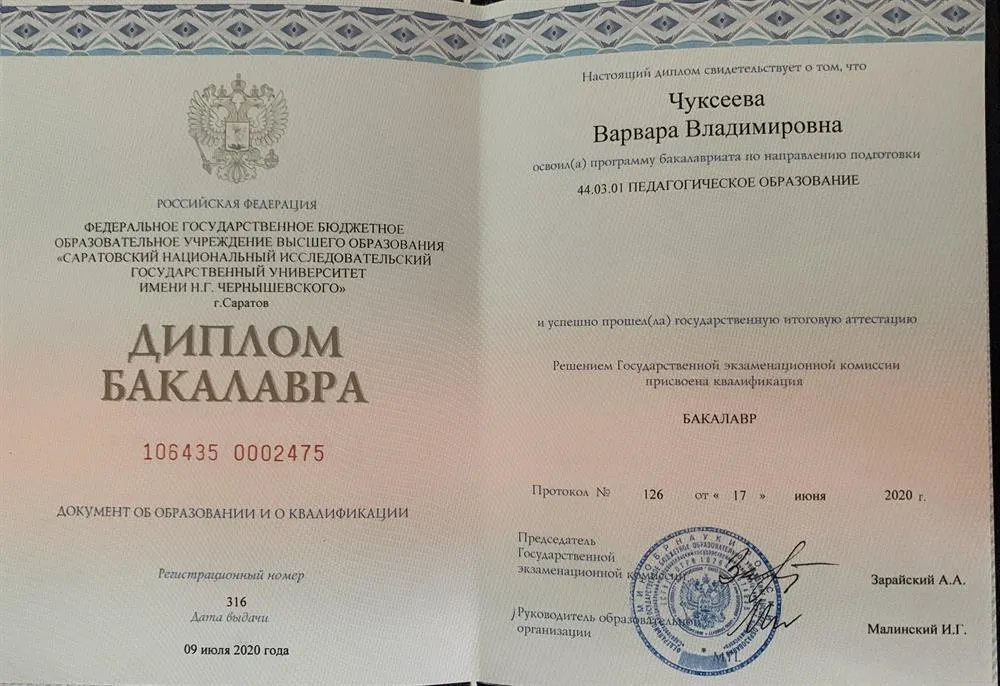 РОССИЙСКАЯ ФЕДЕРАЦИЯ
ФЕДЕРАЛЬНОЕ ГОСУДАРСТВЕННОЕ БЮДЖЕТНОЕ
ОБРАЗОВАТЕЛЬНОЕ УЧРЕЖДЕНИЕ ВЫСШЕГО ОБРАЗОВАНИЯ
«САРАТОВСКИЙ НАЦИОНАЛЬНЫЙ ИССЛЕДОВАТЕЛЬСКИЙ
ГОСУДАРСТВЕННЫЙ УНИВЕРСИТЕТ
ИМЕНИ Н.Г. ЧЕРНЫШЕВСКОГО»
г.Саратов
ДИПЛОМ
БАКАЛАВРА
106435 0002475
ДОКУМЕНТ ОБ ОБРАЗОВАНИИ И О КВАЛИФИКАЦИИ
Регистрационный номер
316
Дата выдачи
09 июля 2020 года
Настоящий диплом свидетельствует о том, что
Чуксеева
Варвара Владимировна
освоил(а) программу бакалавриата по направлению подготовки
44.03.01 ПЕДАГОГИЧЕСКОЕ ОБРАЗОВАНИЕ
и успешно прошел(ла) государственную итоговую аттестацию
Решением Государственной экзаменационной комиссии
присвоена квалификация
БАКАЛАВР
Протокол № 126 от « 17 » июня 2020 г.
Председатель
Государственной
экзаменационной комиссии
Зарайский А.А.
Руководитель образовательной
организации
Малинский И.Г.
М.П.